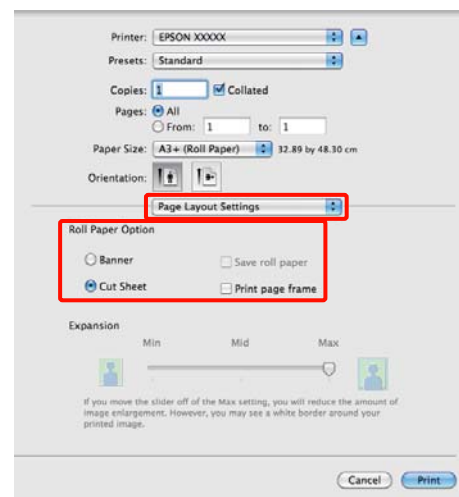 Printer: EPSON XXXXX
Presets: Standard
Copies: 1 Collated
Pages: All
From: 1 to: 1
Paper Size: A3+ (Roll Paper) 32.89 by 48.30 cm
Orientation:
Page Layout Settings
Roll Paper Option
Banner Save roll paper
Cut Sheet Print page frame
Expansion
Min Mid Max
If you move the slider off of the Max setting, you will reduce the amount of
image enlargement. However, you may see a white border around your
printed image.
Cancel Print